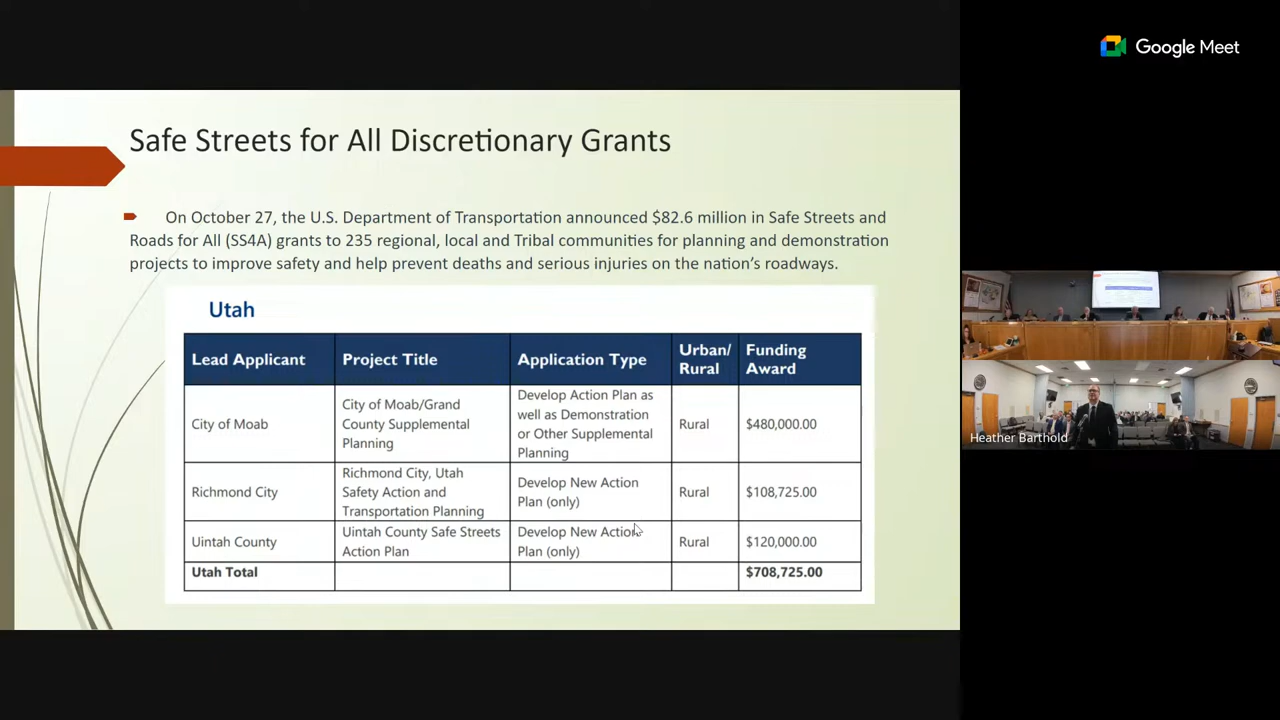 Google Meet
Safe Streets for All Discretionary Grants
On October 27, the U.S. Department of Transportation announced $82.6 million in Safe Streets and
Roads for All (SS4A) grants to 235 regional, local and Tribal communities for planning and demonstration
projects to improve safety and help prevent deaths and serious injuries on the nation's roadways.
Utah
Lead Applicant
Project Title
Application Type
Urban/
Rural
Funding
Award
City of Moab
City of Moab/Grand
County Supplemental
Planning
Develop Action Plan as
well as Demonstration
or Other Supplemental
Planning
Rural
$480,000.00
Richmond City
Richmond City, Utah
Safety Action and
Transportation Planning
Develop New Action
Plan (only)
Rural
$108,725.00
Uintah County
Uintah County Safe Streets
Action Plan
Develop New Action
Plan (only)
Rural
$120,000.00
Utah Total
$708,725.00
Heather Barthold